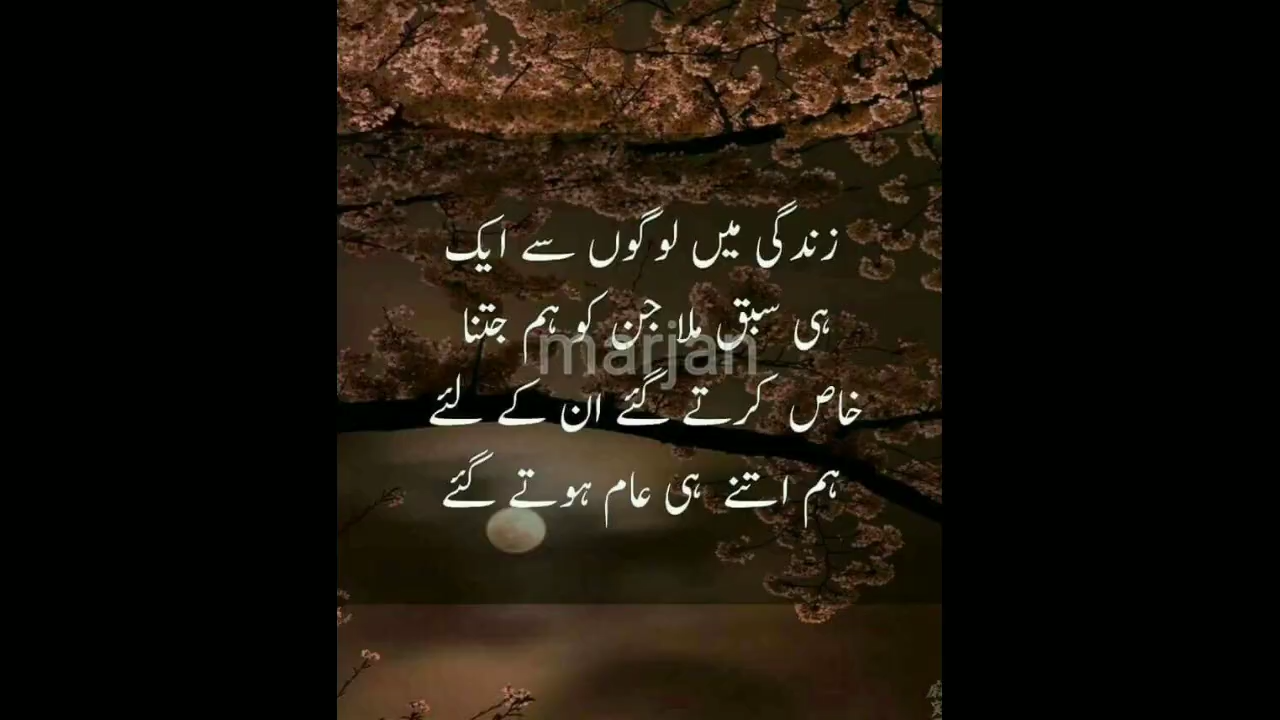 زندگی میں لوگوں سے ایک
ہی سبق ملا جن کو ہم جتنا
marjan
خاص کرتے گئے ان کے لئے
ہم اتنے ہی عام ہوتے گئے